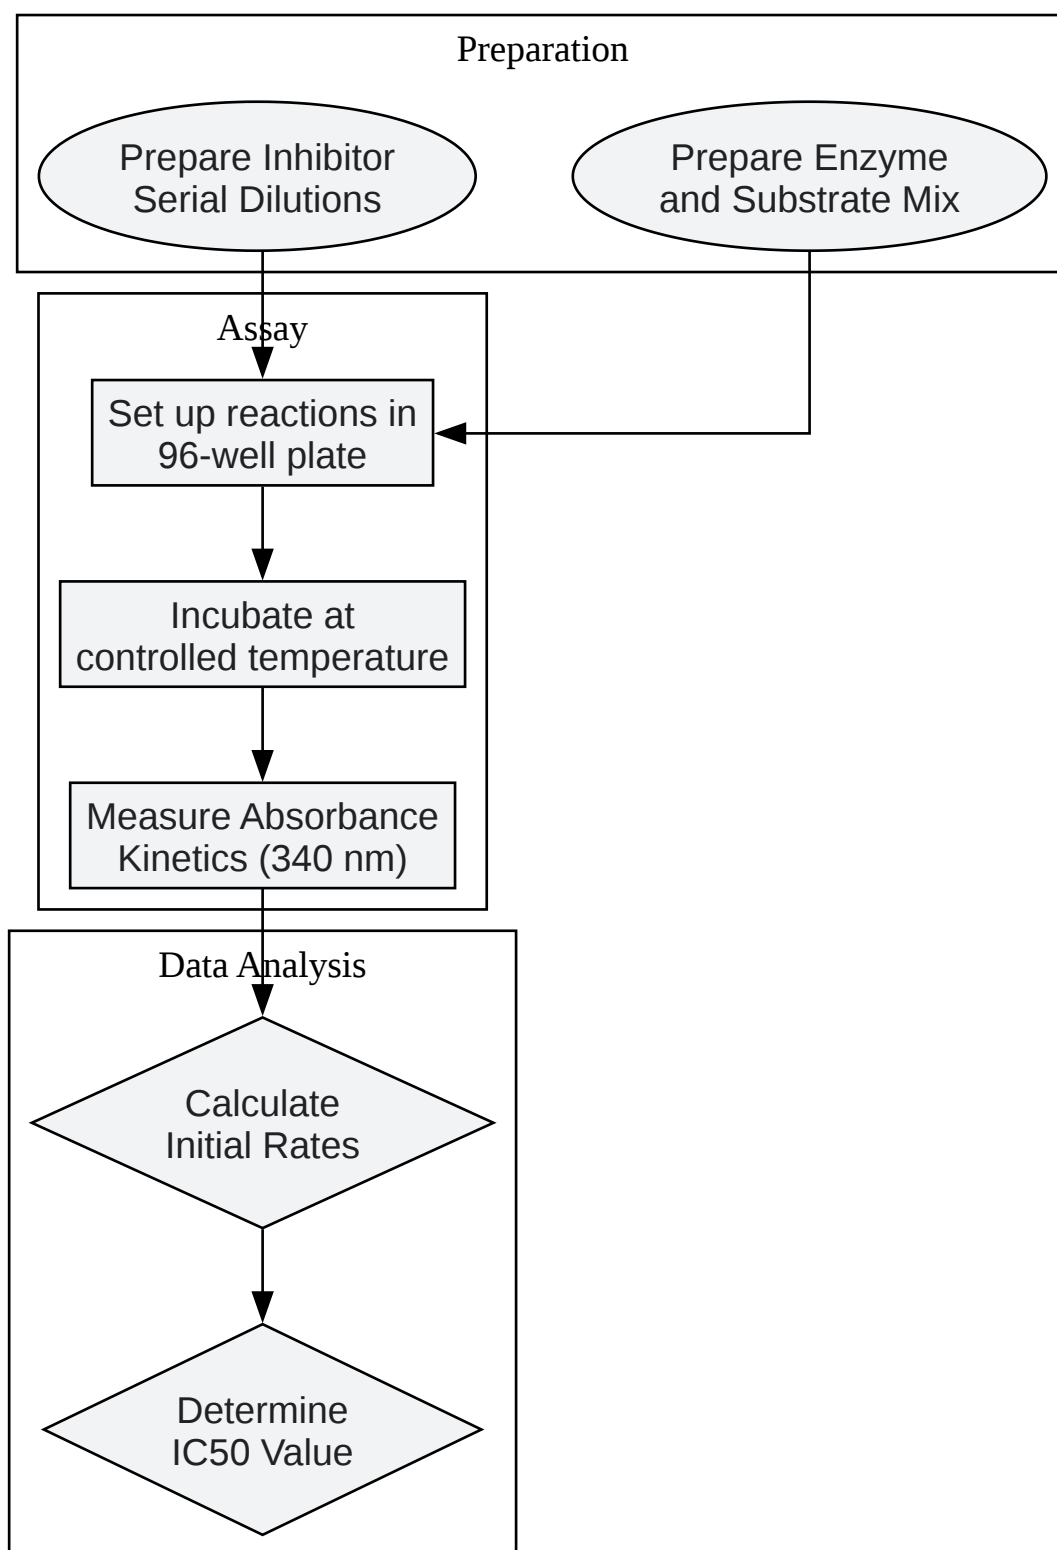 Preparation
Prepare Inhibitor
Serial Dilutions
Prepare Enzyme
and Substrate Mix
Assay
Set up reactions in
96-well plate
Incubate at
controlled temperature
Measure Absorbance
Kinetics (340 nm)
Data Analysis
Calculate
Initial Rates
Determine
IC50 Value